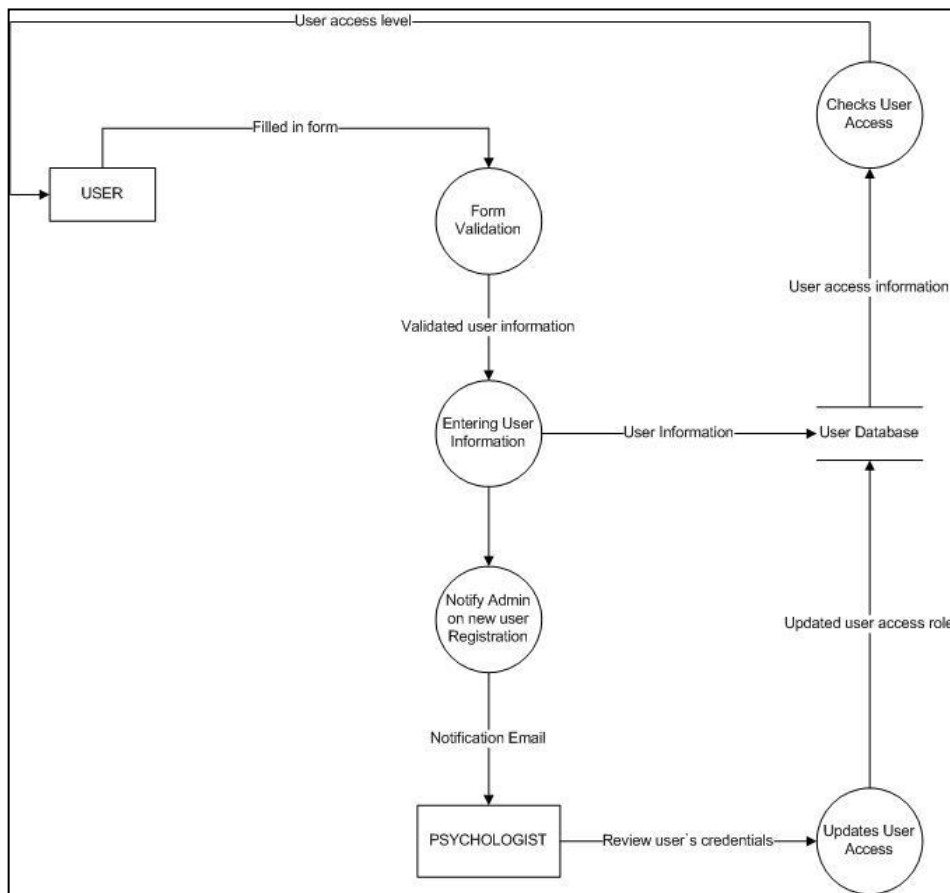 User access level
Checks User
Access
Filled in form
USER
Form
Validation
User access information
Validated user information
Entering User
Information
User Information
User Database
Notify Admin
on new user
Registration
Updated user access role
Notification Email
PSYCHOLOGIST
Review user`s credentials
Updates User
Access